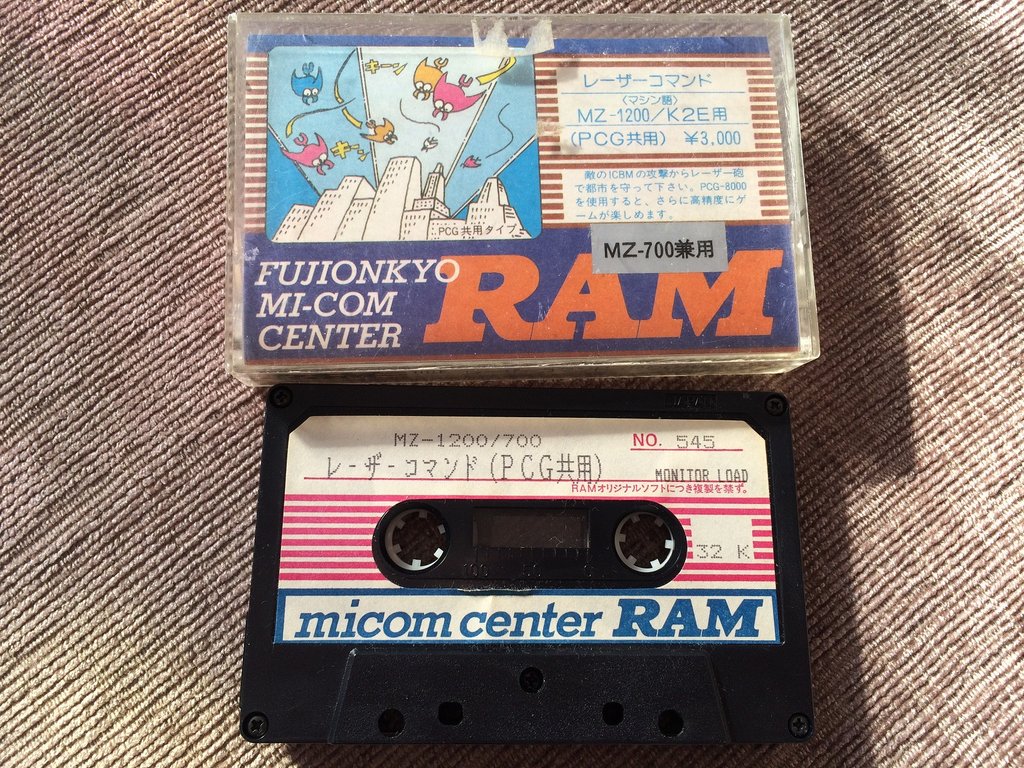 キーン
キーン
PCG共用タイプ
レーザーコマンド
〈マシン語〉
MZ-1200/K2E用
(PCG共用) ¥3,000
敵のICBMの攻撃からレーザー砲
で都市を守って下さい。PCG-8000
を使用すると、さらに高精度にゲ
ームが楽しめます。
MZ-700兼用
FUJIONKYO
MI-COM
CENTER
RAM
JAPAN
MZ-1200/700
NO. 545
レーザーコマンド(PCG共用)
MONITOR LOAD
RAMオリジナルソフトにつき複製を禁ず。
32 K
100
micom center RAM